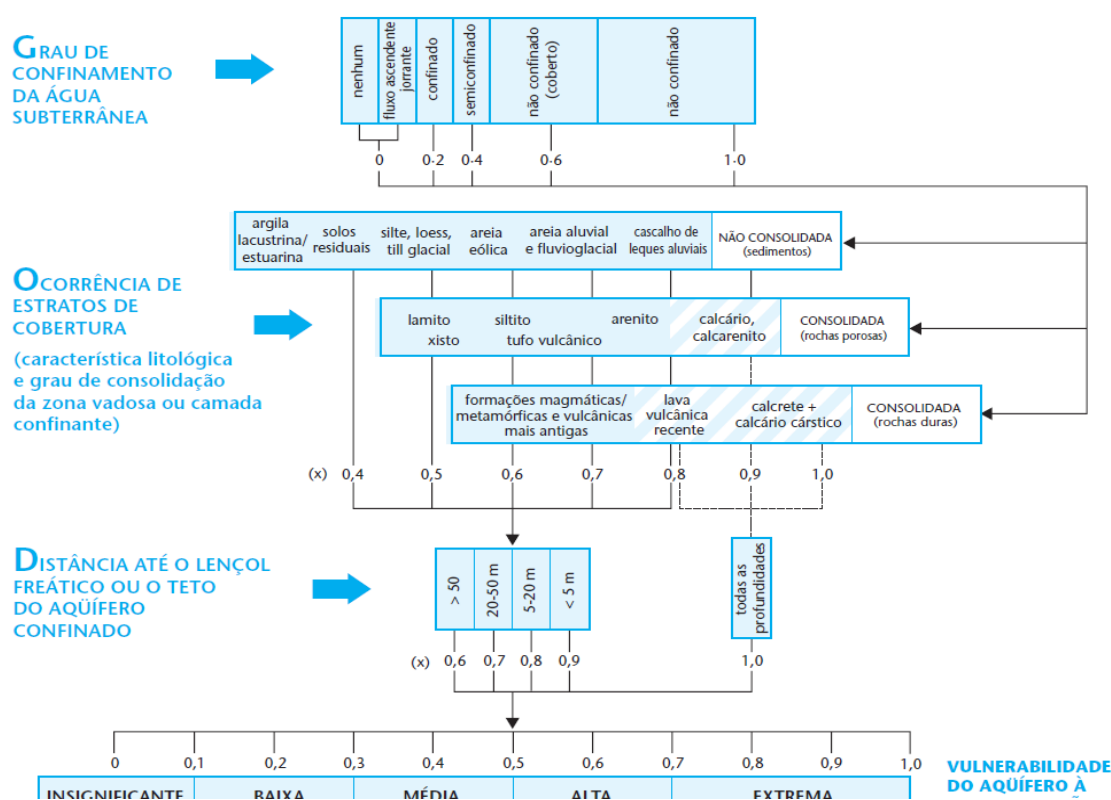 GRAU DE
CONFINAMENTO
DA ÁGUA
SUBTERRÂNEA
nenhum
fluxo ascendente
jorrante
confinado
semiconfinado
não confinado
(coberto)
não confinado
0 0·2 0·4 0·6 1·0
OCORRÊNCIA DE
ESTRATOS DE
COBERTURA
(característica litológica
e grau de consolidação
da zona vadosa ou camada
confinante)
argila
lacustrina/
estuarina
solos
residuais
silte, loess,
till glacial
areia
eólica
areia aluvial
e fluvioglacial
cascalho de
leques aluviais
NÃO CONSOLIDADA
(sedimentos)
lamito
xisto
siltito
tufo vulcânico
arenito
calcário,
calcarenito
CONSOLIDADA
(rochas porosas)
formações magmáticas/
metamórficas e vulcânicas
mais antigas
lava
vulcânica
recente
calcrete +
calcário cárstico
CONSOLIDADA
(rochas duras)
(x) 0,4 0,5 0,6 0,7 0,8 0,9 1,0
DISTÂNCIA ATÉ O LENÇOL
FREÁTICO OU O TETO
DO AQÜÍFERO
CONFINADO
> 50
20-50 m
5-20 m
< 5 m
todas as
profundidades
(x) 0,6 0,7 0,8 0,9 1,0
0 0,1 0,2 0,3 0,4 0,5 0,6 0,7 0,8 0,9 1,0
INSIGNIFICANTE BAIXA MÉDIA ALTA EXTREMA
VULNERABILIDADE
DO AQÜÍFERO À